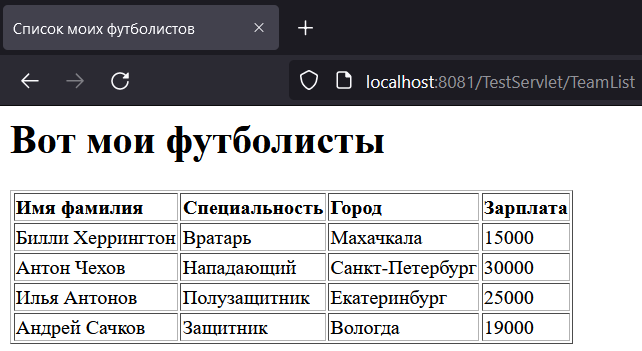 Список моих футболистов
localhost:8081/TestServlet/TeamList
Вот мои футболисты
Имя фамилия Специальность Город Зарплата
Билли Херрингтон Вратарь Махачкала 15000
Антон Чехов Нападающий Санкт-Петербург 30000
Илья Антонов Полузащитник Екатеринбург 25000
Андрей Сачков Защитник Вологда 19000